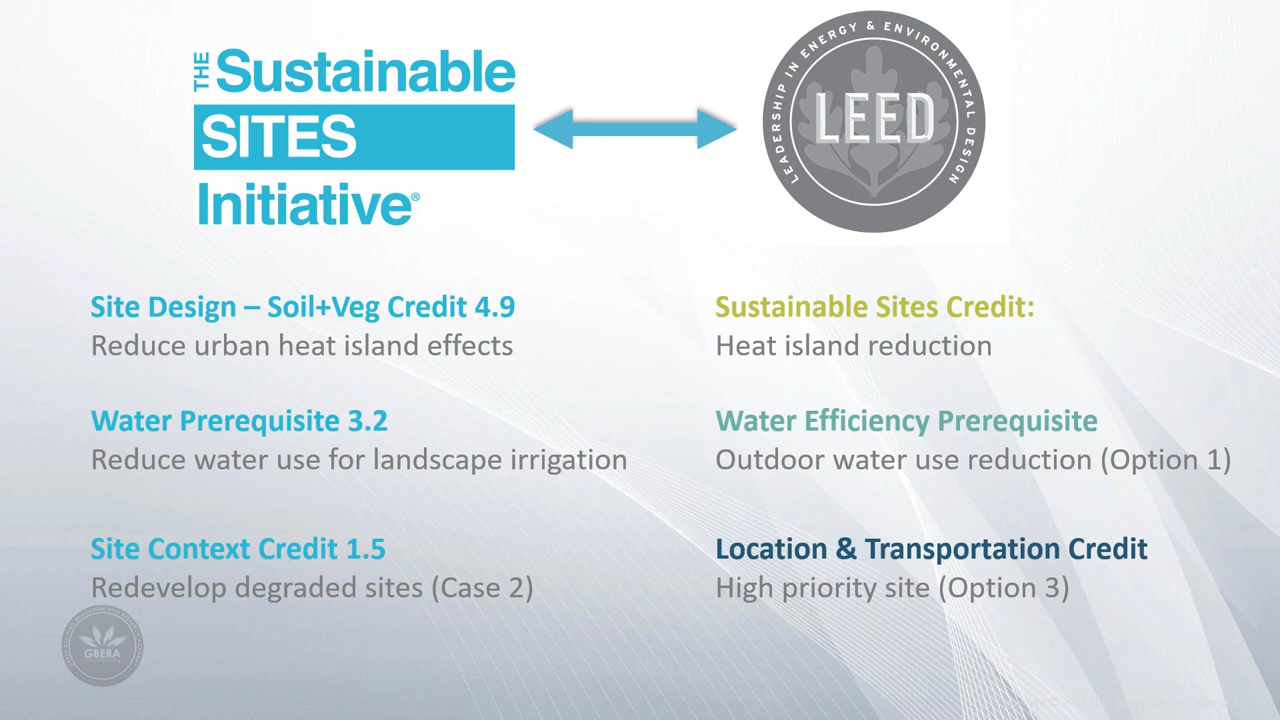 THE Sustainable
SITES
Initiative®
LEADERSHIP IN ENERGY & ENVIRONMENTAL DESIGN
LEED
Site Design – Soil+Veg Credit 4.9
Reduce urban heat island effects
Sustainable Sites Credit:
Heat island reduction
Water Prerequisite 3.2
Reduce water use for landscape irrigation
Water Efficiency Prerequisite
Outdoor water use reduction (Option 1)
Site Context Credit 1.5
Redevelop degraded sites (Case 2)
Location & Transportation Credit
High priority site (Option 3)
GBERA